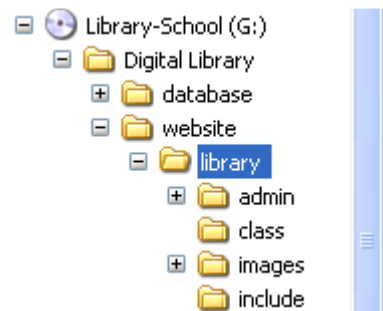 Library-School (G:)
Digital Library
database
website
library
admin
class
images
include